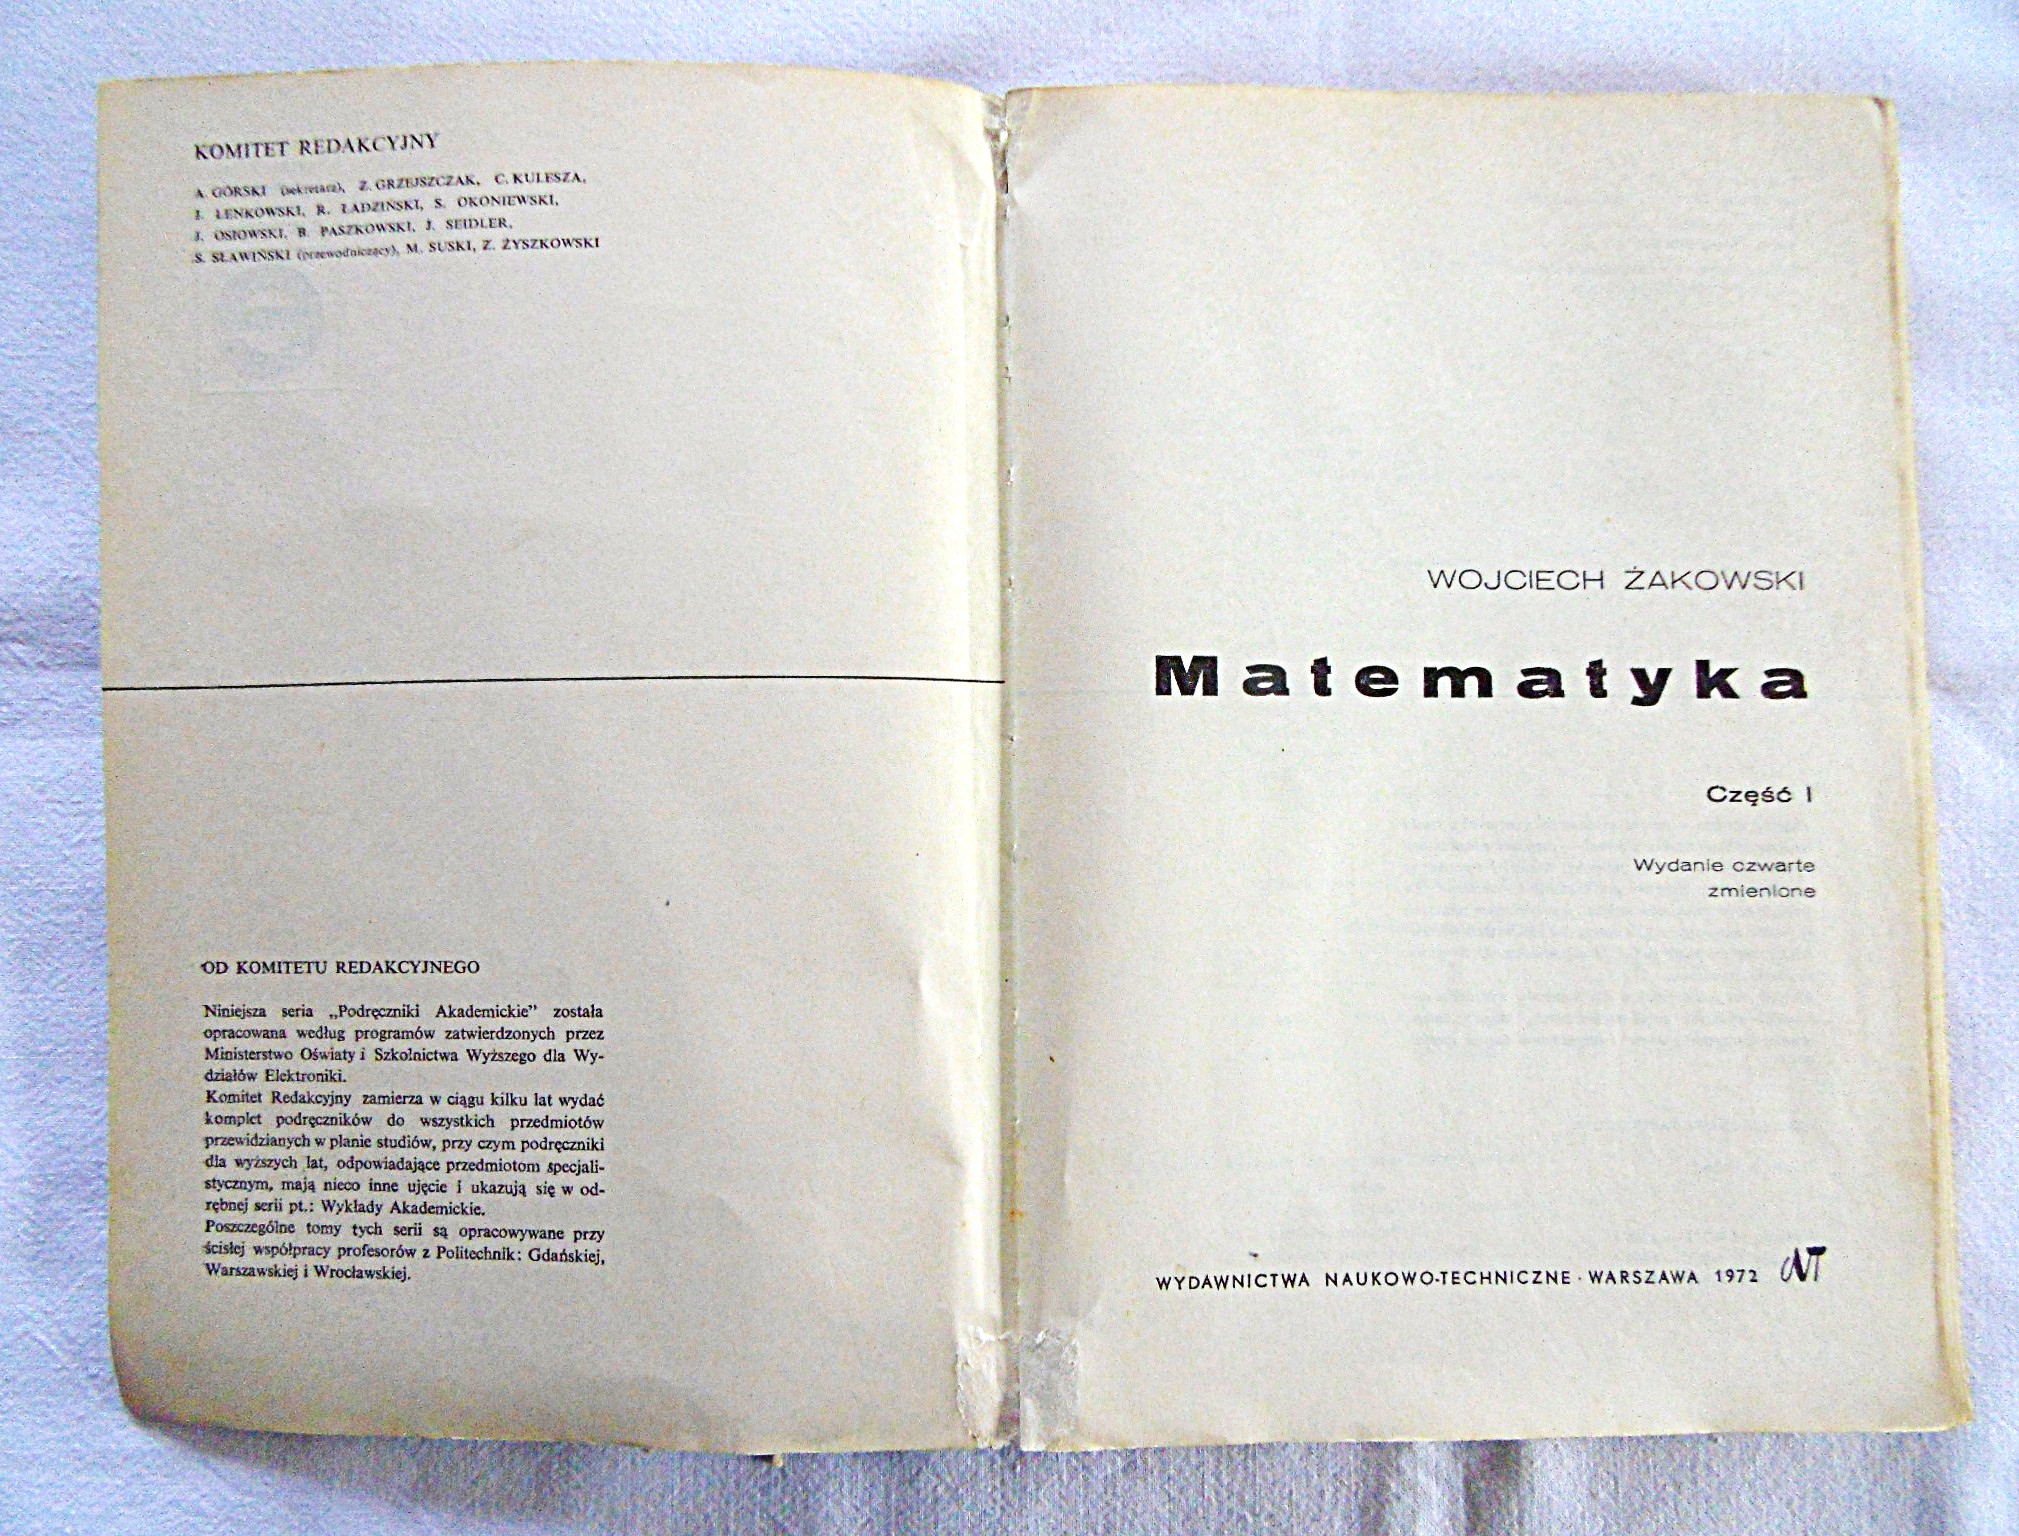 KOMITET REDAKCYJNY
A. GÓRSKI (sekretarz), Z. GRZEJSZCZAK, C. KULESZA,
J. LENKOWSKI, R. ŁADZIŃSKI, S. OKONIEWSKI,
J. OSIOWSKI, B. PASZKOWSKI, J. SEIDLER,
S. SŁAWIŃSKI (przewodniczący), M. SUSKI, Z. ŻYSZKOWSKI
OD KOMITETU REDAKCYJNEGO
Niniejsza seria „Podręczniki Akademickie” została
opracowana według programów zatwierdzonych przez
Ministerstwo Oświaty i Szkolnictwa Wyższego dla Wy-
działów Elektroniki.
Komitet Redakcyjny zamierza w ciągu kilku lat wydać
komplet podręczników do wszystkich przedmiotów
przewidzianych w planie studiów, przy czym podręczniki
dla wyższych lat, odpowiadające przedmiotom specjali-
stycznym, mają nieco inne ujęcie i ukazują się w od-
rębnej serii pt.: Wykłady Akademickie.
Poszczególne tomy tych serii są opracowywane przy
ścisłej współpracy profesorów z Politechnik: Gdańskiej,
Warszawskiej i Wrocławskiej.
WOJCIECH ŻAKOWSKI
Matematyka
Część I
Wydanie czwarte
zmienione
WYDAWNICTWA NAUKOWO-TECHNICZNE · WARSZAWA 1972 WNT